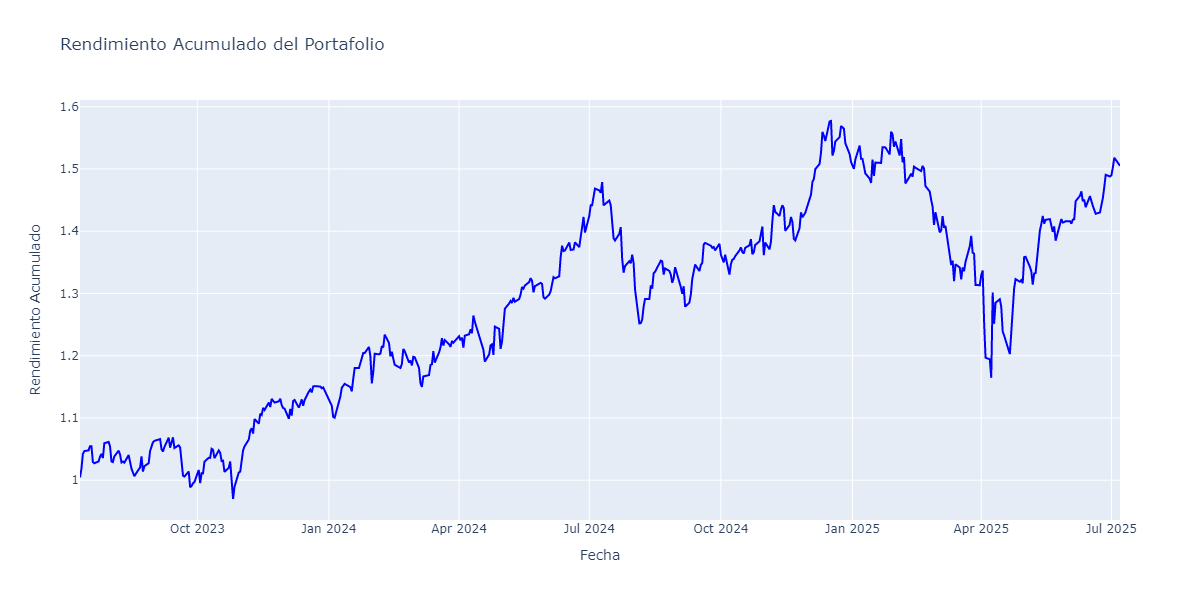 Rendimiento Acumulado del Portafolio
1.6
1.5
1.4
1.3
1.2
1.1
1
Rendimiento Acumulado
Oct 2023
Jan 2024
Apr 2024
Jul 2024
Oct 2024
Jan 2025
Apr 2025
Jul 2025
Fecha